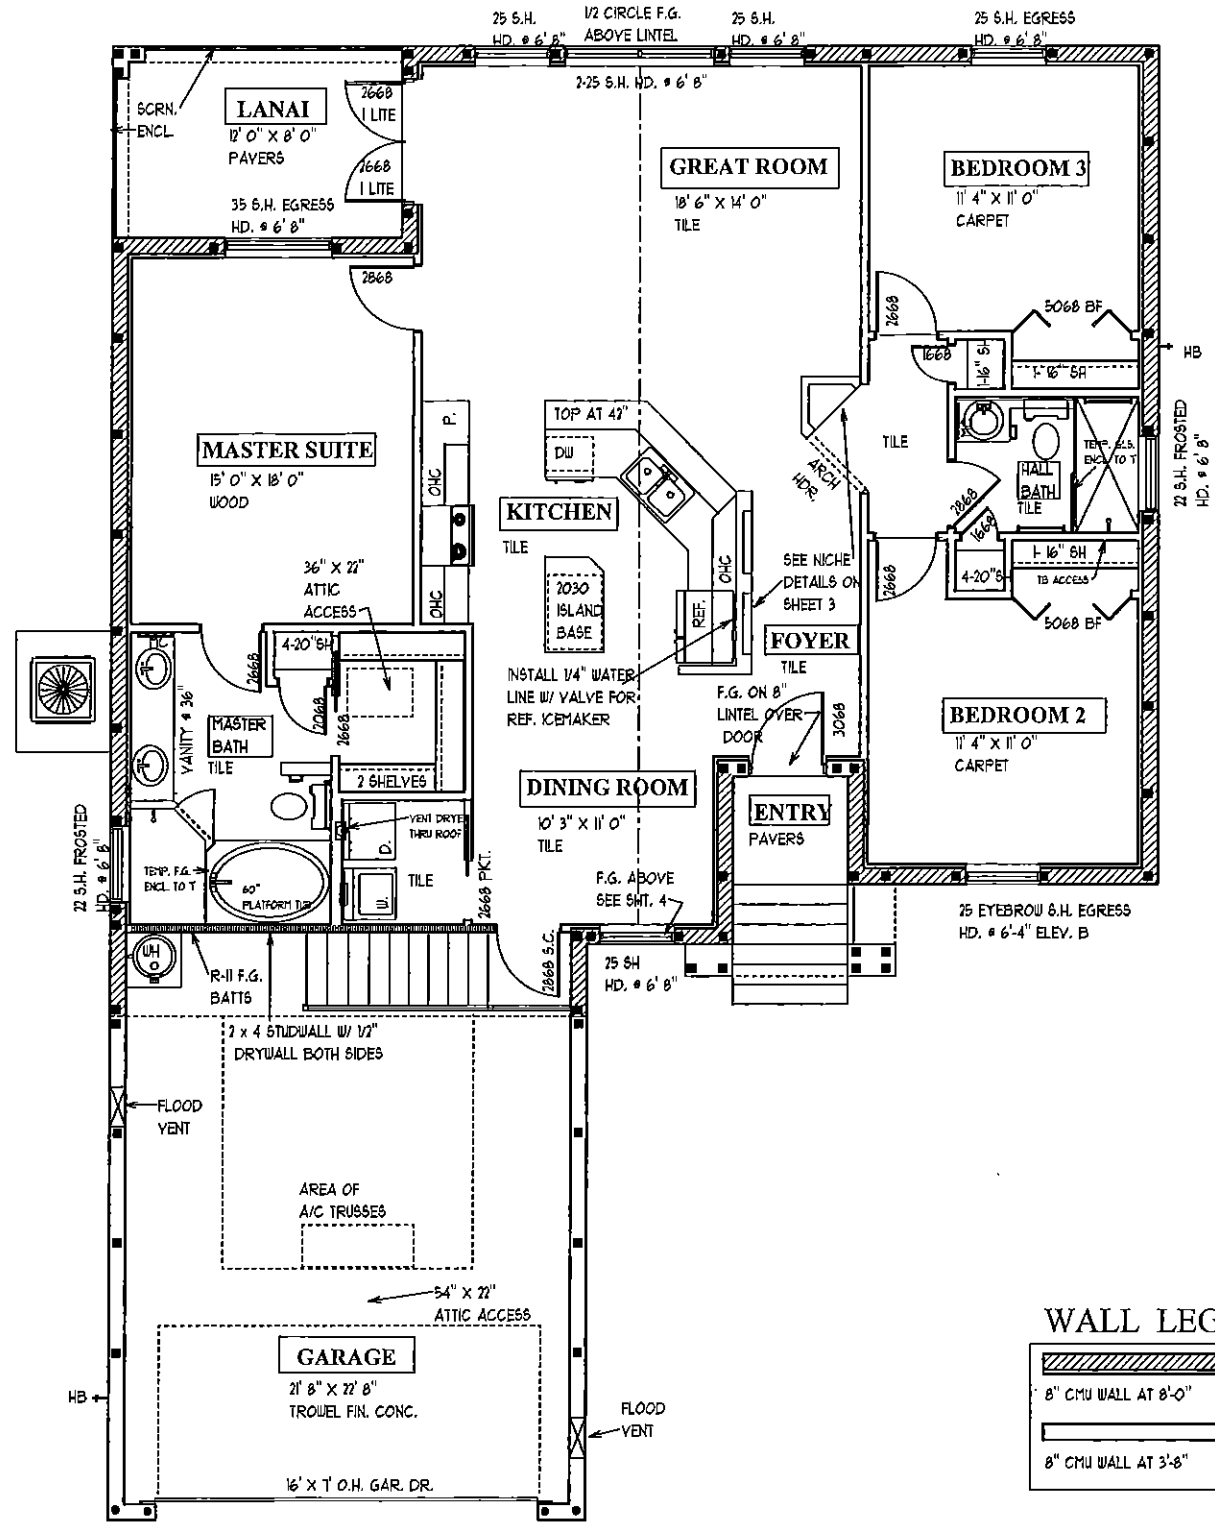 25 S.H.
HD. @ 6' 8"
1/2 CIRCLE F.G.
ABOVE LINTEL
25 S.H.
HD. @ 6' 8"
25 S.H. EGRESS
HD. @ 6' 8"
2-25 S.H. HD. @ 6' 8"
SCRN.
ENCL.
LANAI
12' 0" X 8' 0"
PAVERS
2668
1 LITE
2668
1 LITE
35 S.H. EGRESS
HD. @ 6' 8"
GREAT ROOM
18' 6" X 14' 0"
TILE
BEDROOM 3
11' 4" X 11' 0"
CARPET
2868
2668
5068 BF
1668
1-16" SH
1-16" SH
HB
MASTER SUITE
15' 0" X 18' 0"
WOOD
P.
OHC
OHC
TOP AT 42"
DW
ARCH
HDR.
TILE
HALL
BATH
TILE
TEMP. GLS.
ENCL TO 7'
22 S.H. FROSTED
HD. @ 6' 8"
KITCHEN
TILE
2868
1668
36" X 22"
ATTIC
ACCESS
2030
ISLAND
BASE
OHC
REF.
SEE NICHE
DETAILS ON
SHEET 3
2668
4-20"S
1-16" SH
TB ACCESS
5068 BF
FOYER
TILE
INSTALL 1/4" WATER
LINE W/ VALVE FOR
REF. ICEMAKER
F.G. ON 8"
LINTEL OVER
DOOR
3068
BEDROOM 2
11' 4" X 11' 0"
CARPET
4-20"SH
2668
2068
2668
VANITY @ 36"
MASTER
BATH
TILE
2 SHELVES
DINING ROOM
10' 3" X 11' 0"
TILE
ENTRY
PAVERS
22 S.H. FROSTED
HD. @ 6' 8"
TEMP. F.G.
ENCL TO 7'
60"
PLATFORM TUB
VENT DRYE
THRU ROOF
D.
W.
TILE
2668 PKT.
F.G. ABOVE
SEE SHT. 4
25 EYEBROW S.H. EGRESS
HD. @ 6'-4" ELEV. B
WH
R-11 F.G.
BATTS
2868 S.C.
25 SH
HD. @ 6' 8"
2 x 4 STUDWALL W/ 1/2"
DRYWALL BOTH SIDES
FLOOD
VENT
AREA OF
A/C TRUSSES
54" X 22"
ATTIC ACCESS
GARAGE
21' 8" X 22' 8"
TROWEL FIN. CONC.
HB
FLOOD
VENT
16' X 7' O.H. GAR. DR.
WALL LEG
8" CMU WALL AT 8'-0"
8" CMU WALL AT 3'-8"